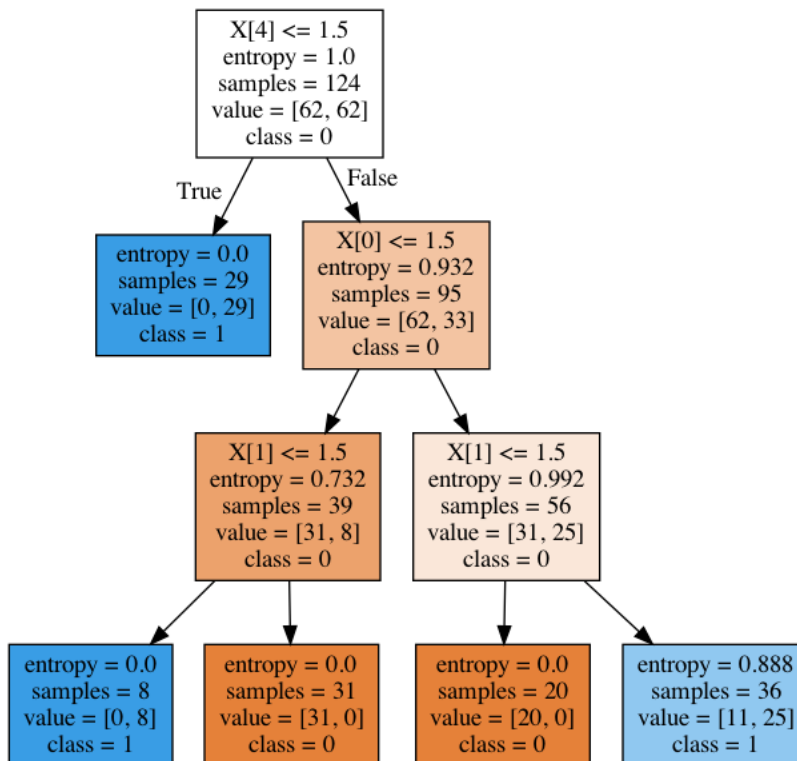 X[4] <= 1.5
entropy = 1.0
samples = 124
value = [62, 62]
class = 0
True
False
entropy = 0.0
samples = 29
value = [0, 29]
class = 1
X[0] <= 1.5
entropy = 0.932
samples = 95
value = [62, 33]
class = 0
X[1] <= 1.5
entropy = 0.732
samples = 39
value = [31, 8]
class = 0
X[1] <= 1.5
entropy = 0.992
samples = 56
value = [31, 25]
class = 0
entropy = 0.0
samples = 8
value = [0, 8]
class = 1
entropy = 0.0
samples = 31
value = [31, 0]
class = 0
entropy = 0.0
samples = 20
value = [20, 0]
class = 0
entropy = 0.888
samples = 36
value = [11, 25]
class = 1